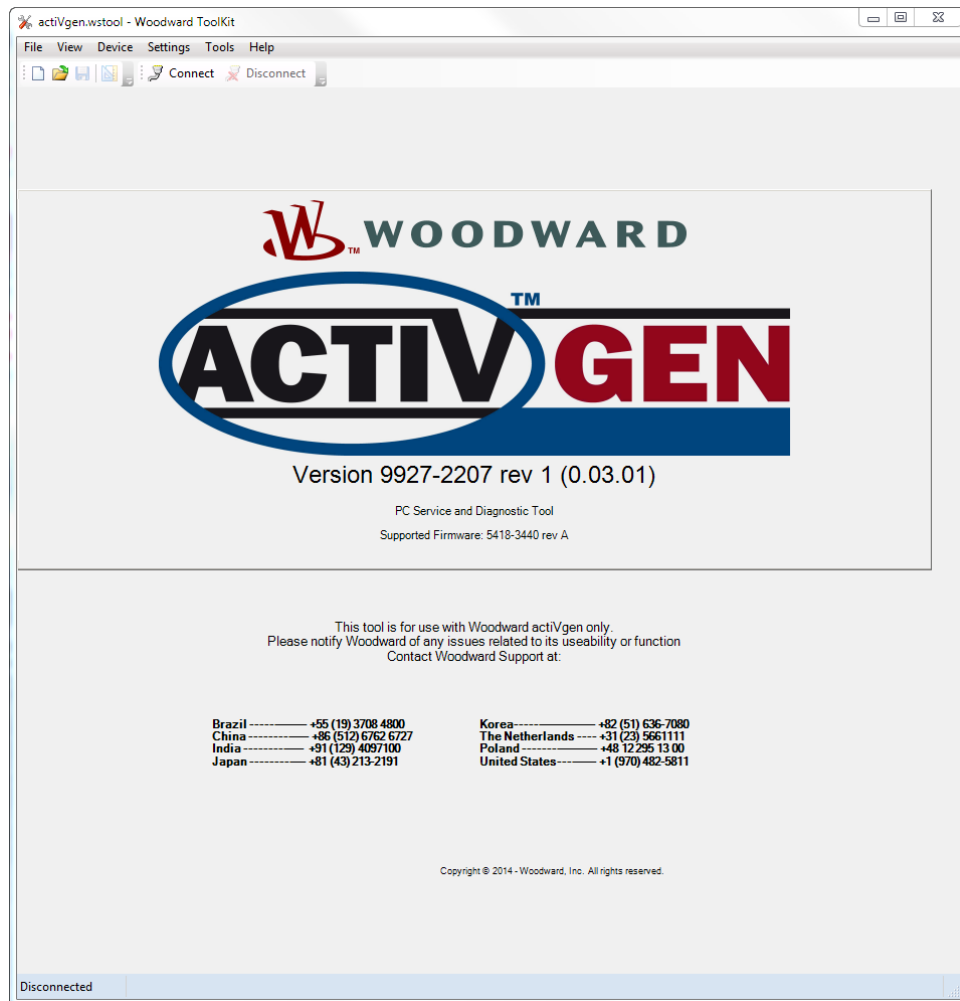 actiVgen.wstool - Woodward ToolKit
File View Device Settings Tools Help
Connect Disconnect
WOODWARD™
ACTIVGEN™
Version 9927-2207 rev 1 (0.03.01)
PC Service and Diagnostic Tool
Supported Firmware: 5418-3440 rev A
This tool is for use with Woodward actiVgen only.
Please notify Woodward of any issues related to its useability or function
Contact Woodward Support at:
Brazil ---------- +55 (19) 3708 4800
China ----------- +86 (512) 6762 6727
India ----------- +91 (129) 4097100
Japan ---------- +81 (43) 213-2191
Korea-------------- +82 (51) 636-7080
The Netherlands ---- +31 (23) 5661111
Poland ------------- +48 12 295 13 00
United States------- +1 (970) 482-5811
Copyright © 2014 - Woodward, Inc. All rights reserved.
Disconnected